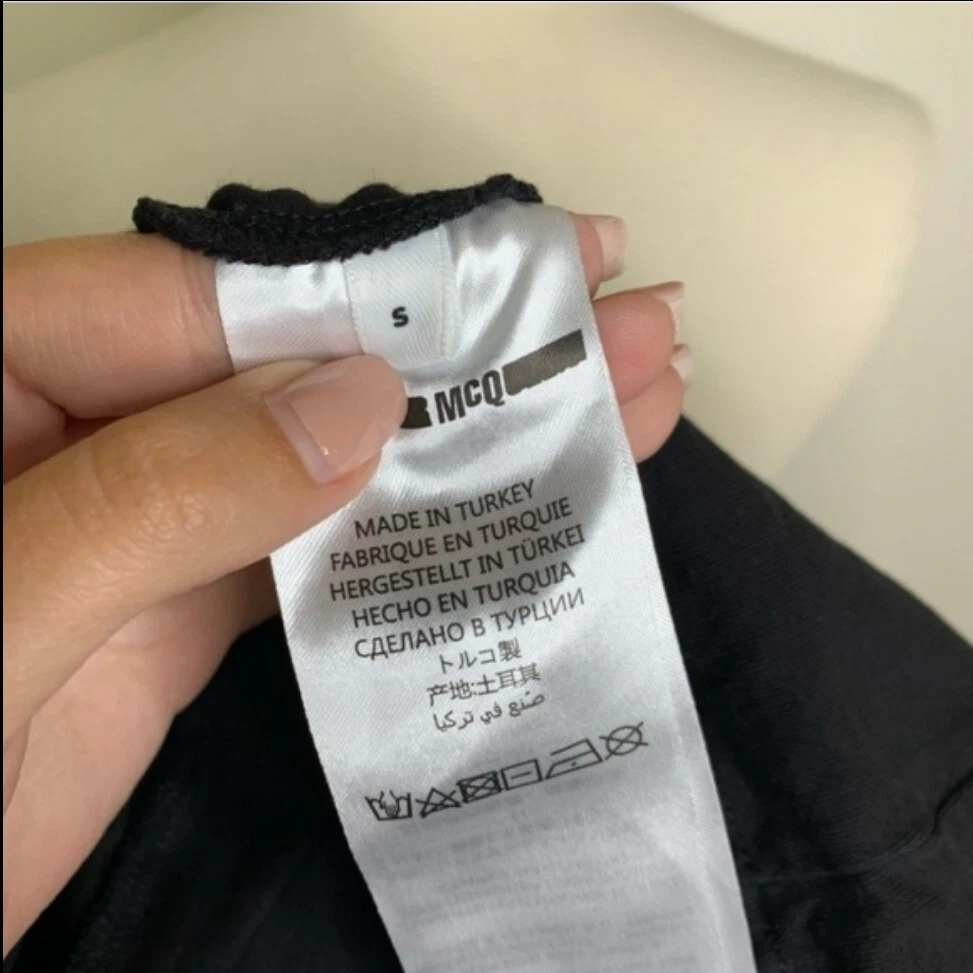 S
MCQ
MADE IN TURKEY
FABRIQUE EN TURQUIE
HERGESTELLT IN TÜRKEI
HECHO EN TURQUIA
СДЕЛАНО В ТУРЦИИ
トルコ製
产地:土耳其
صنع في تركيا